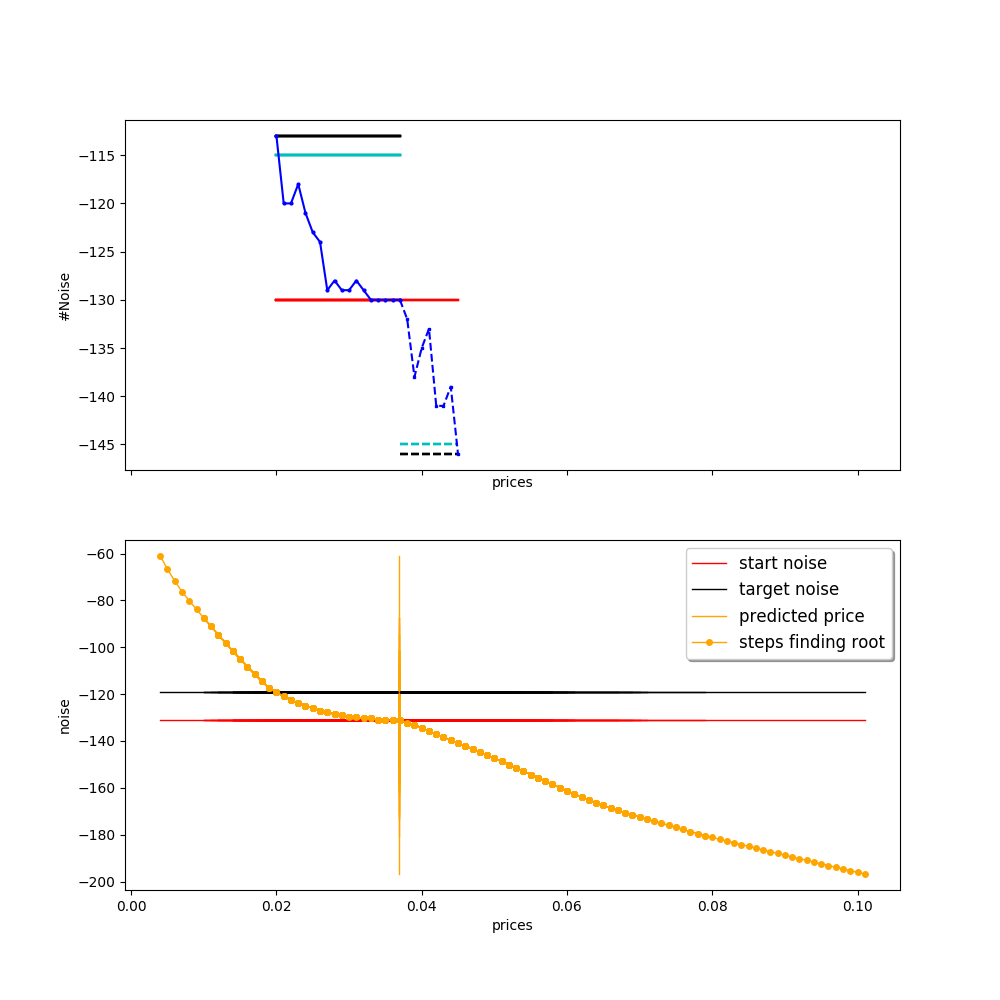 −115
−120
−125
−130
−135
−140
−145
#Noise
prices
−60
−80
−100
−120
−140
−160
−180
−200
noise
start noise
target noise
predicted price
steps finding root
0.00 0.02 0.04 0.06 0.08 0.10
prices